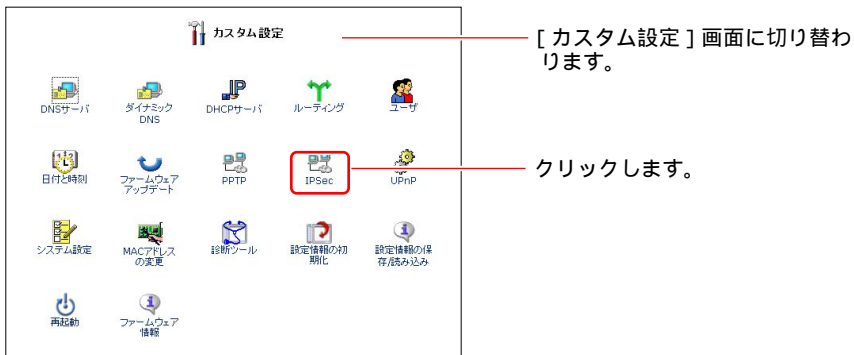 カスタム設定
[ カスタム設定 ] 画面に切り替わ
ります。
DNSサーバ
ダイナミック
DNS
DHCPサーバ
ルーティング
ユーザ
日付と時刻
ファームウェア
アップデート
PPTP
IPSec
UPnP
クリックします。
システム設定
MACアドレス
の変更
診断ツール
設定情報の初
期化
設定情報の保
存/読み込み
再起動
ファームウェア
情報